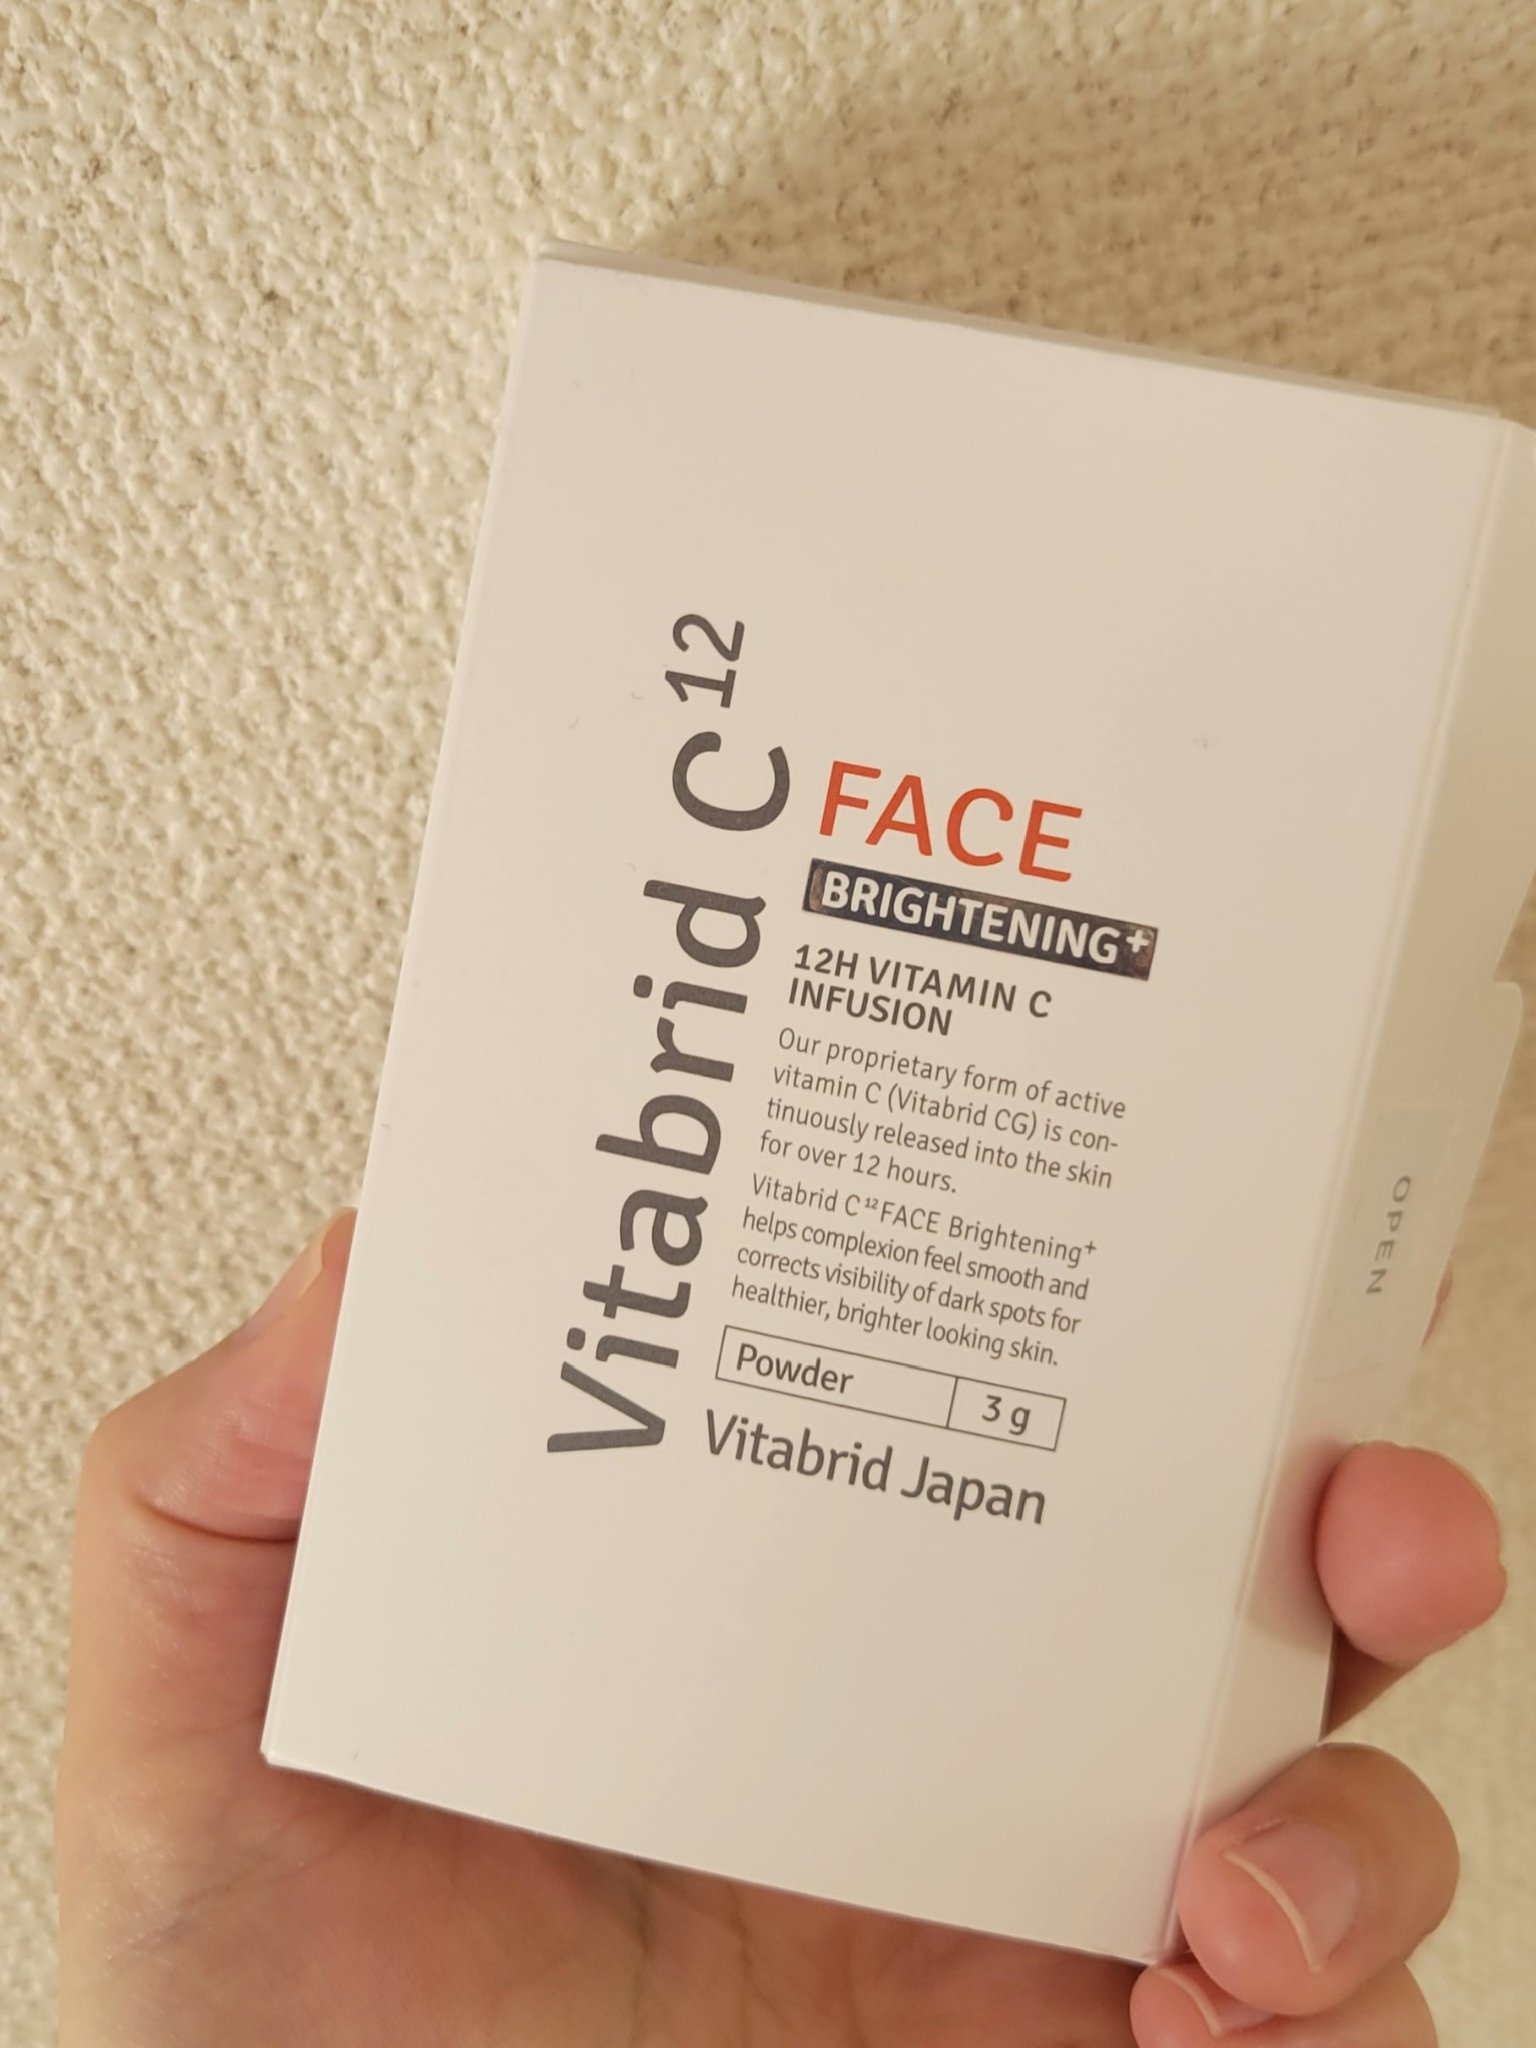 Vitabrid C¹²
FACE
BRIGHTENING⁺
12H VITAMIN C
INFUSION
Our proprietary form of active
vitamin C (Vitabrid CG) is con-
tinuously released into the skin
for over 12 hours.
Vitabrid C¹²FACE Brightening⁺
helps complexion feel smooth and
corrects visibility of dark spots for
healthier, brighter looking skin.
Powder 3 g
Vitabrid Japan
OPEN